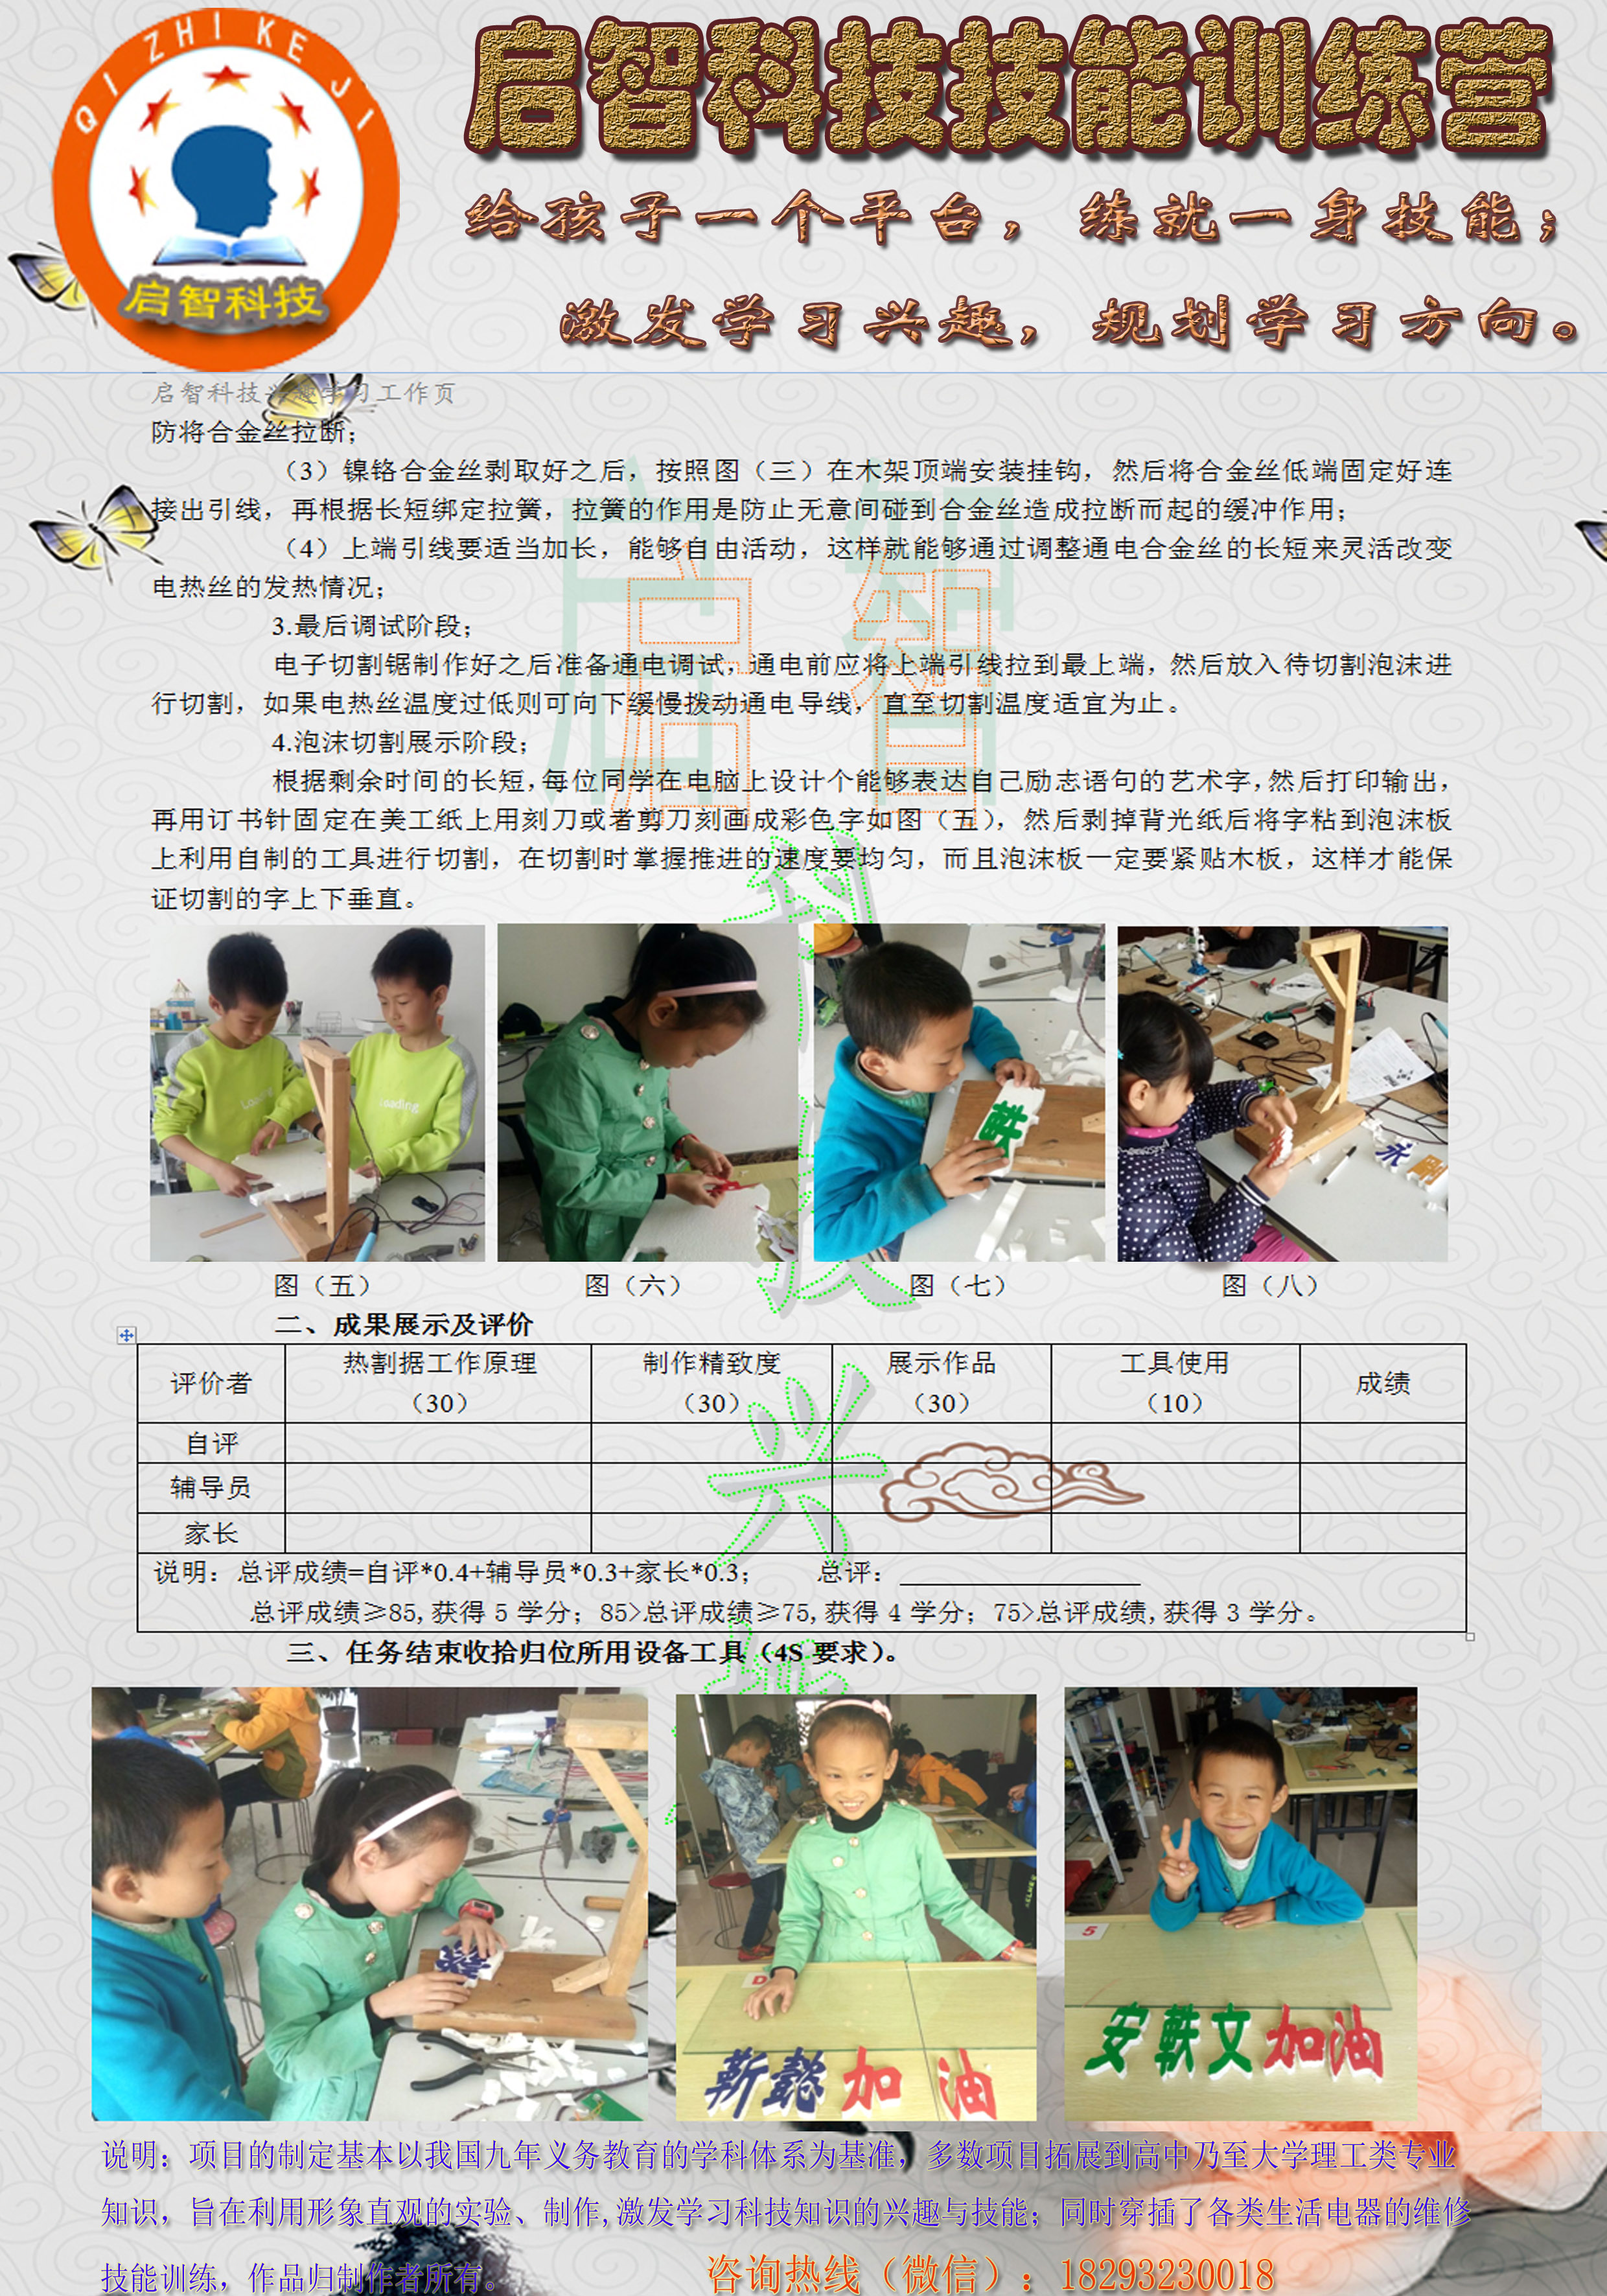 QI ZHI KE JI
启智科技
启智科技技能训练营
给孩子一个平台，练就一身技能；
激发学习兴趣，规划学习方向。
启智科技兴趣学习工作页
防将合金丝拉断；
（3）镍铬合金丝剥取好之后，按照图（三）在木架顶端安装挂钩，然后将合金丝低端固定好连
接出引线，再根据长短绑定拉簧，拉簧的作用是防止无意间碰到合金丝造成拉断而起的缓冲作用；
（4）上端引线要适当加长，能够自由活动，这样就能够通过调整通电合金丝的长短来灵活改变
电热丝的发热情况；
3.最后调试阶段；
电子切割锯制作好之后准备通电调试，通电前应将上端引线拉到最上端，然后放入待切割泡沫进
行切割，如果电热丝温度过低则可向下缓慢拨动通电导线，直至切割温度适宜为止。
4.泡沫切割展示阶段；
根据剩余时间的长短，每位同学在电脑上设计个能够表达自己励志语句的艺术字，然后打印输出，
再用订书针固定在美工纸上用刻刀或者剪刀刻画成彩色字如图（五），然后剥掉背光纸后将字粘到泡沫板
上利用自制的工具进行切割，在切割时掌握推进的速度要均匀，而且泡沫板一定要紧贴木板，这样才能保
证切割的字上下垂直。
启智
科技兴趣
Loading
Loading
軼
永
图（五） 图（六） 图（七） 图（八）
二、成果展示及评价
评价者 热割据工作原理（30） 制作精致度（30） 展示作品（30） 工具使用（10） 成绩
自评
辅导员
家长
说明：总评成绩=自评*0.4+辅导员*0.3+家长*0.3； 总评：
总评成绩≥85,获得 5 学分；85>总评成绩≥75,获得 4 学分；75>总评成绩,获得 3 学分。
三、任务结束收拾归位所用设备工具（4S 要求）。
D
靳懿加油
5
安軼文加油
说明：项目的制定基本以我国九年义务教育的学科体系为基准，多数项目拓展到高中乃至大学理工类专业
知识，旨在利用形象直观的实验、制作,激发学习科技知识的兴趣与技能；同时穿插了各类生活电器的维修
技能训练，作品归制作者所有。
咨询热线（微信）：18293230018